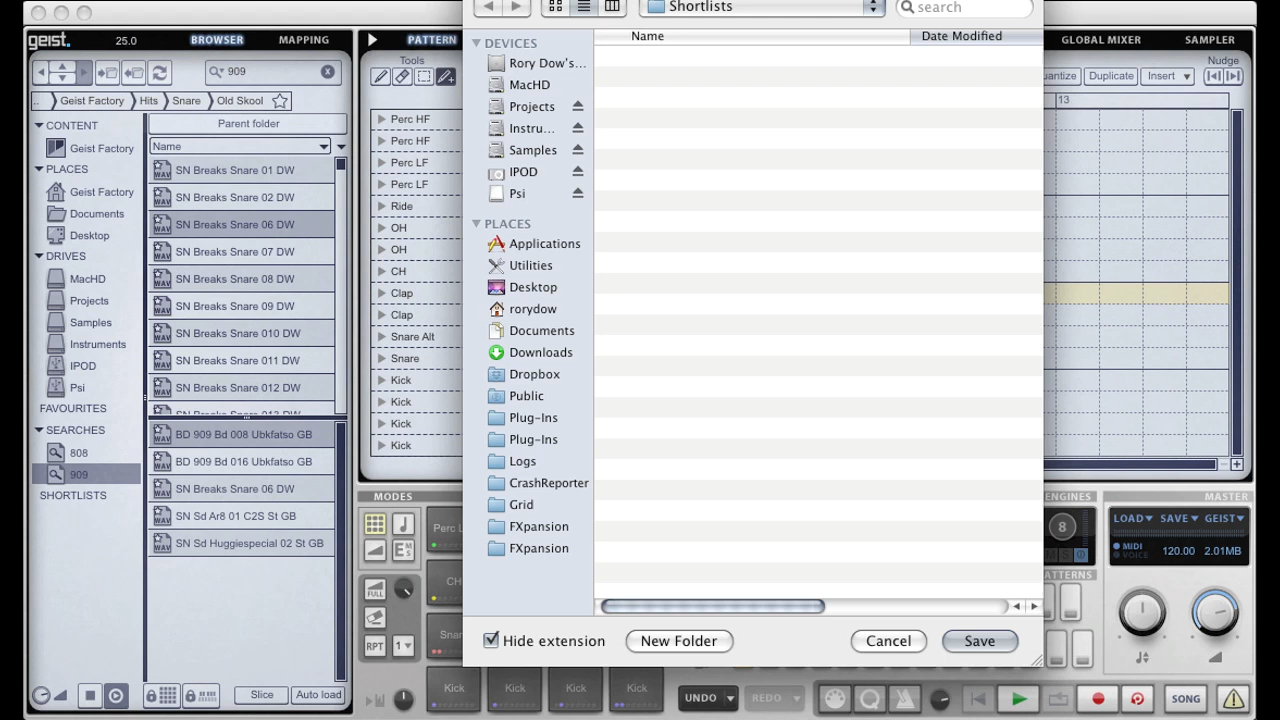 geist.
25.0
BROWSER
MAPPING
909
..
Geist Factory
Hits
Snare
Old Skool
CONTENT
Geist Factory
PLACES
Geist Factory
Documents
Desktop
DRIVES
MacHD
Projects
Samples
Instruments
IPOD
Psi
FAVOURITES
SEARCHES
808
909
SHORTLISTS
Parent folder
Name
SN Breaks Snare 01 DW
SN Breaks Snare 02 DW
SN Breaks Snare 06 DW
SN Breaks Snare 07 DW
SN Breaks Snare 08 DW
SN Breaks Snare 09 DW
SN Breaks Snare 010 DW
SN Breaks Snare 011 DW
SN Breaks Snare 012 DW
SN Breaks Snare 013 DW
BD 909 Bd 008 Ubkfatso GB
BD 909 Bd 016 Ubkfatso GB
SN Breaks Snare 06 DW
SN Sd Ar8 01 C2S St GB
SN Sd Huggiespecial 02 St GB
Slice
Auto load
PATTERN
Tools
Perc HF
Perc HF
Perc LF
Perc LF
Ride
OH
OH
CH
Clap
Clap
Snare Alt
Snare
Kick
Kick
Kick
Kick
Shortlists
search
Name
Date Modified
DEVICES
Rory Dow's...
MacHD
Projects
Instru...
Samples
IPOD
Psi
PLACES
Applications
Utilities
Desktop
rorydow
Documents
Downloads
Dropbox
Public
Plug-Ins
Plug-Ins
Logs
CrashReporter
Grid
FXpansion
FXpansion
Hide extension
New Folder
Cancel
Save
GLOBAL MIXER
SAMPLER
Nudge
uantize
Duplicate
Insert
13
MODES
FULL
RPT
1
Perc L
CH
Snar
Kick
Kick
Kick
Kick
UNDO
REDO
SONG
ENGINES
8
ATTERNS
MASTER
LOAD
SAVE
GEIST
MIDI
VOICE
120.00
2.01MB